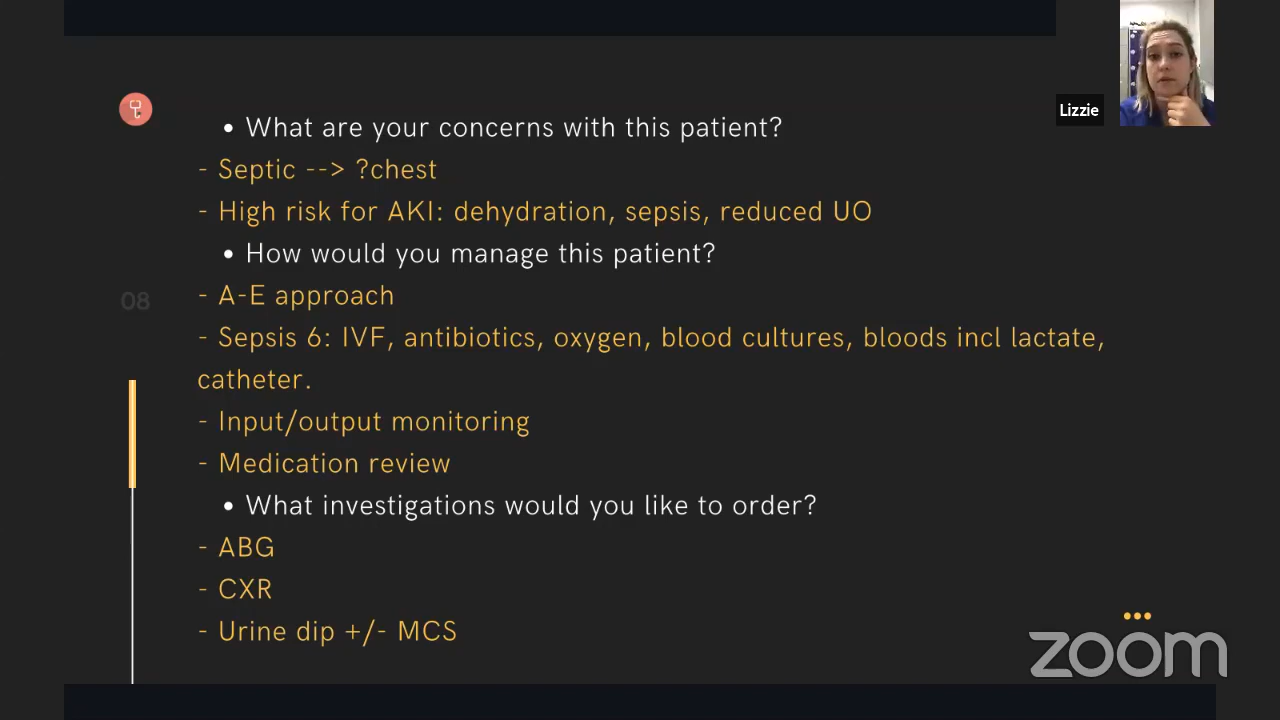 Lizzie
• What are your concerns with this patient?
- Septic --> ?chest
- High risk for AKI: dehydration, sepsis, reduced UO
• How would you manage this patient?
08
- A-E approach
- Sepsis 6: IVF, antibiotics, oxygen, blood cultures, bloods incl lactate,
catheter.
- Input/output monitoring
- Medication review
• What investigations would you like to order?
- ABG
- CXR
- Urine dip +/- MCS
zoom